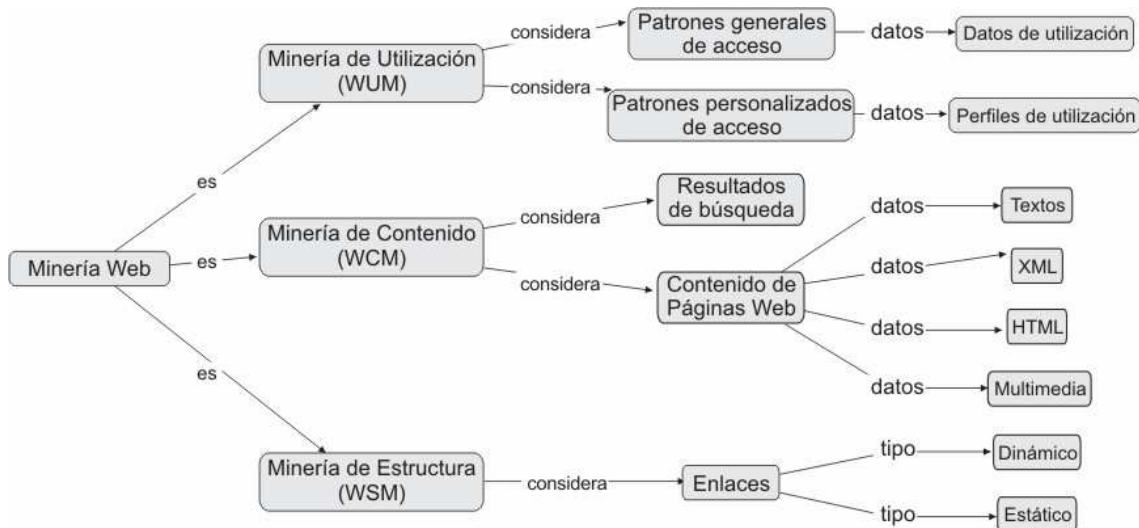 considera
Patrones generales
de acceso
datos
Datos de utilización
Minería de Utilización
(WUM)
considera
Patrones personalizados
de acceso
datos
Perfiles de utilización
es
Resultados
de búsqueda
considera
datos
Textos
Minería de Contenido
(WCM)
Minería Web
es
considera
Contenido de
Páginas Web
datos
XML
datos
HTML
datos
Multimedia
es
Minería de Estructura
(WSM)
considera
Enlaces
tipo
Dinámico
tipo
Estático